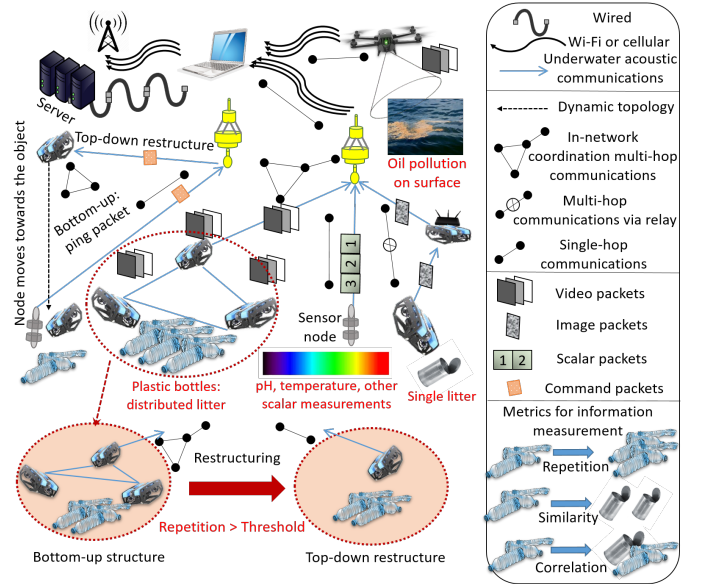 Server
Top-down restructure
Oil pollution
on surface
Node moves towards the object
Bottom-up:
ping packet
1
2
3
Sensor
node
Plastic bottles:
distributed litter
pH, temperature, other
scalar measurements
Single litter
Restructuring
Repetition > Threshold
Bottom-up structure
Top-down restructure
Wired
Wi-Fi or cellular
Underwater acoustic
communications
Dynamic topology
In-network
coordination multi-hop
communications
Multi-hop
communications via relay
Single-hop
communications
Video packets
Image packets
1 2
Scalar packets
Command packets
Metrics for information
measurement
Repetition
Similarity
Correlation